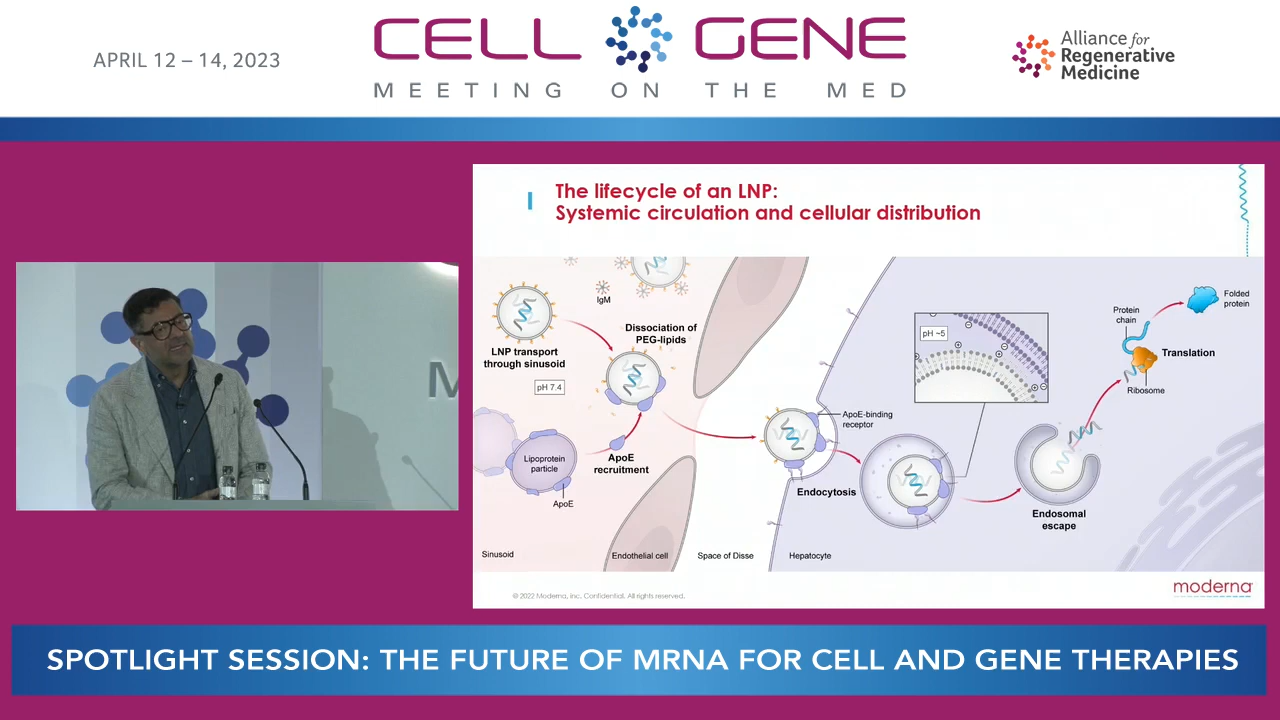 APRIL 12 – 14, 2023
CELL GENE
MEETING ON THE MED
Alliance for
Regenerative
Medicine
The lifecycle of an LNP:
Systemic circulation and cellular distribution
IgM
LNP transport
through sinusoid
pH 7.4
Dissociation of
PEG-lipids
Lipoprotein
particle
ApoE
ApoE
recruitment
Sinusoid
Endothelial cell
Space of Disse
Hepatocyte
ApoE-binding
receptor
Endocytosis
pH ~5
Endosomal
escape
Protein
chain
Folded
protein
Translation
Ribosome
© 2022 Moderna, Inc. Confidential. All rights reserved.
moderna
M
SPOTLIGHT SESSION: THE FUTURE OF MRNA FOR CELL AND GENE THERAPIES